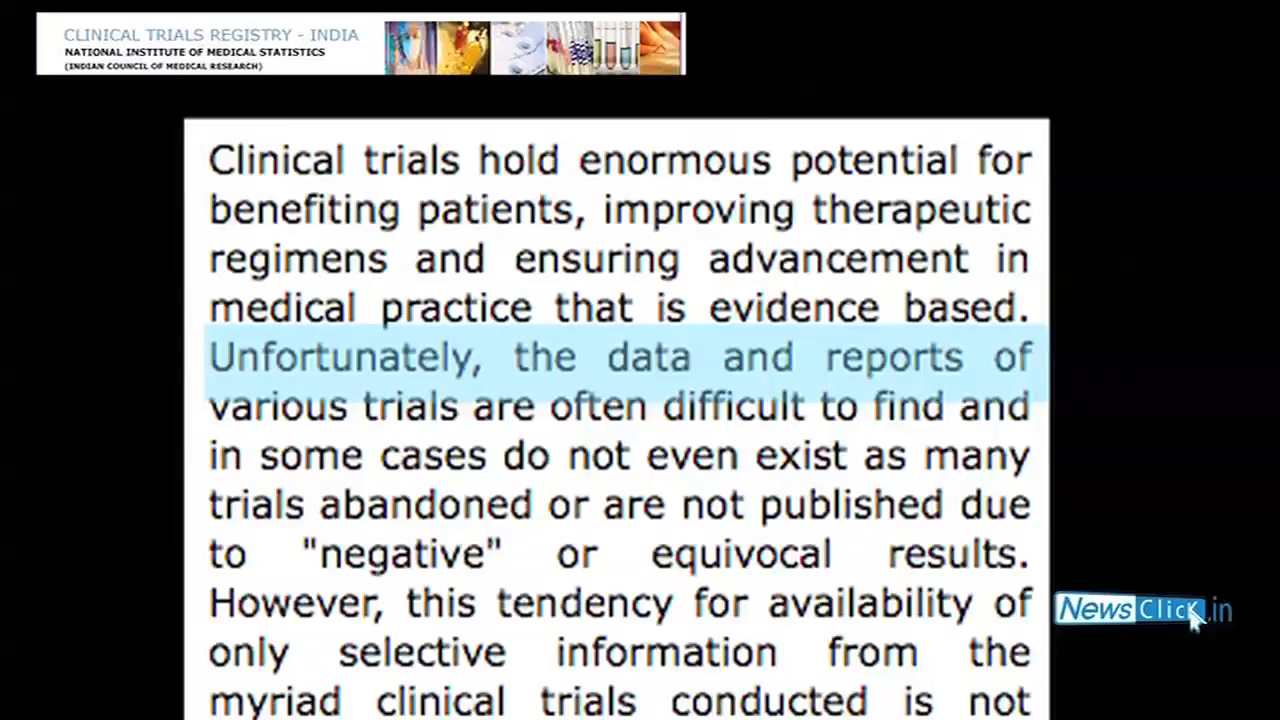 CLINICAL TRIALS REGISTRY - INDIA
NATIONAL INSTITUTE OF MEDICAL STATISTICS
(INDIAN COUNCIL OF MEDICAL RESEARCH)
Clinical trials hold enormous potential for
benefiting patients, improving therapeutic
regimens and ensuring advancement in
medical practice that is evidence based.
Unfortunately, the data and reports of
various trials are often difficult to find and
in some cases do not even exist as many
trials abandoned or are not published due
to "negative" or equivocal results.
However, this tendency for availability of
only selective information from the
myriad clinical trials conducted is not
NewsClick.in